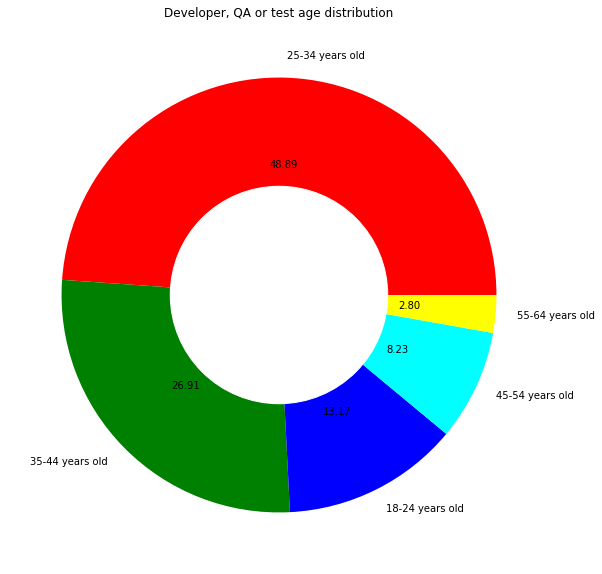 Developer, QA or test age distribution
25-34 years old
48.89
2.80
55-64 years old
8.23
45-54 years old
26.91
13.17
35-44 years old
18-24 years old